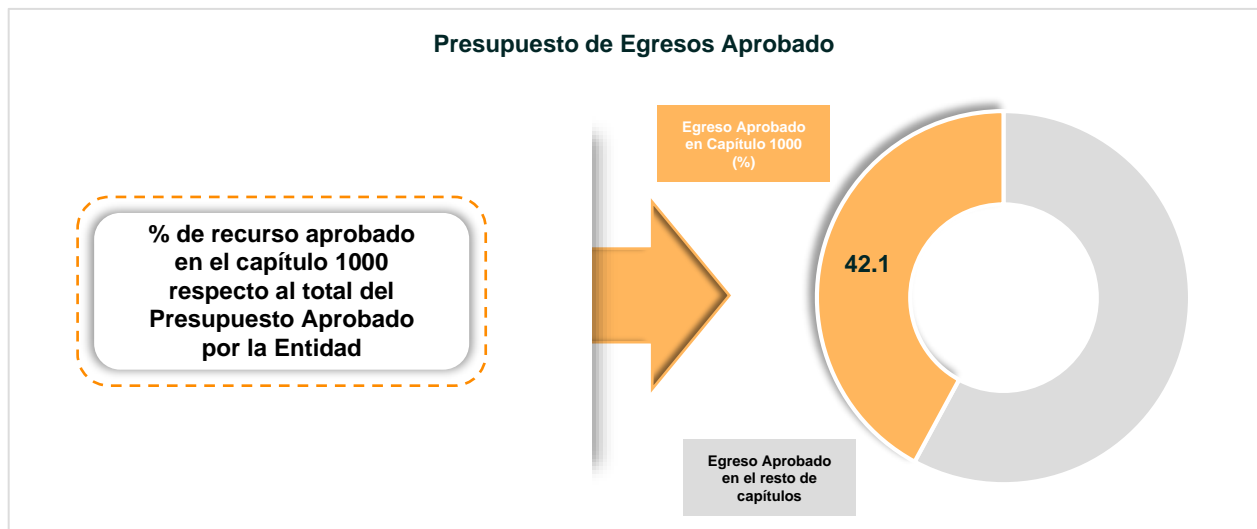 Presupuesto de Egresos Aprobado
Egreso Aprobado
en Capítulo 1000
(%)
% de recurso aprobado
en el capítulo 1000
respecto al total del
Presupuesto Aprobado
por la Entidad
42.1
Egreso Aprobado
en el resto de
capítulos